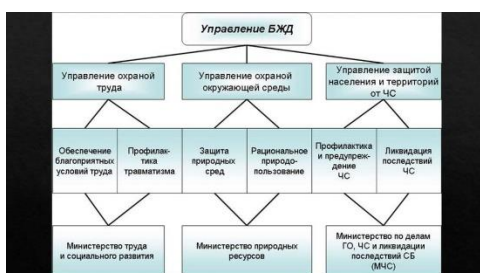 Управление БЖД
Управление охраной
труда
Управление охраной
окружающей среды
Управление защитой
населения и территорий
от ЧС
Обеспечение
благоприятных
условий труда
Профилак-
тика
травматизма
Защита
природных
сред
Рациональное
природо-
пользование
Профилактика
и предупреж-
дение
ЧС
Ликвидация
последствий
ЧС
Министерство труда
и социального развития
Министерство природных
ресурсов
Министерство по делам
ГО, ЧС и ликвидации
последствий СБ
(МЧС)